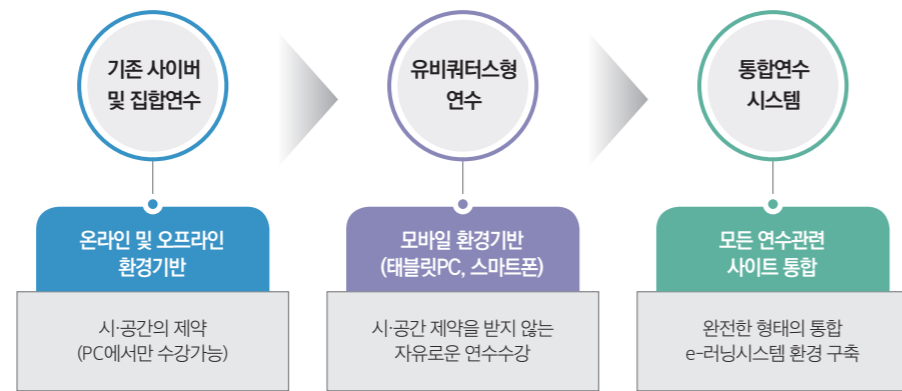 기존 사이버
및 집합연수
유비쿼터스형
연수
통합연수
시스템
온라인 및 오프라인
환경기반
모바일 환경기반
(태블릿PC, 스마트폰)
모든 연수관련
사이트 통합
시·공간의 제약
(PC에서만 수강가능)
시·공간 제약을 받지 않는
자유로운 연수수강
완전한 형태의 통합
e-러닝시스템 환경 구축